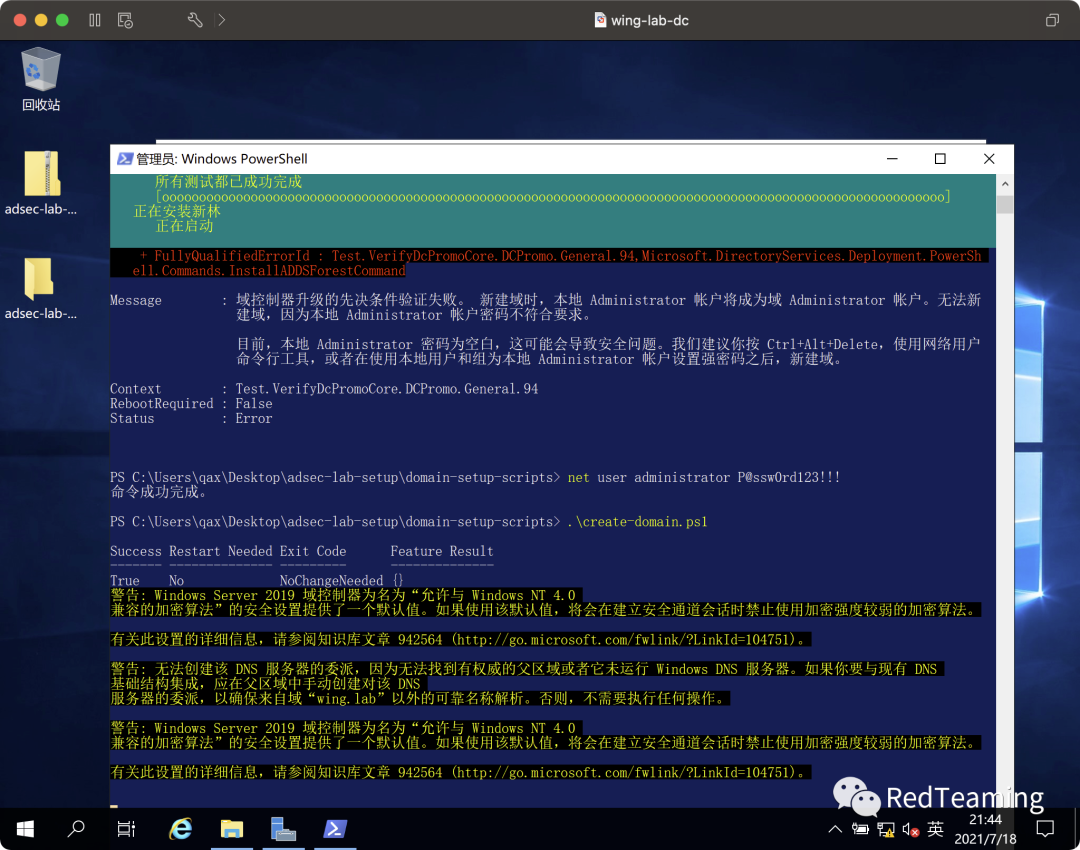 wing-lab-dc
回收站
adsec-lab-...
adsec-lab-...
管理员: Windows PowerShell
所有测试都已成功完成
[oooooooooooooooooooooooooooooooooooooooooooooooooooooooooooooooooooooooooooooooooooooooooooooooooooooooooo]
正在安装新林
正在启动
+ FullyQualifiedErrorId : Test.VerifyDcPromoCore.DCPromo.General.94,Microsoft.DirectoryServices.Deployment.PowerSh
ell.Commands.InstallADDSForestCommand
Message : 域控制器升级的先决条件验证失败。 新建域时，本地 Administrator 帐户将成为域 Administrator 帐户。无法新
建域，因为本地 Administrator 帐户密码不符合要求。
目前，本地 Administrator 密码为空白，这可能会导致安全问题。我们建议你按 Ctrl+Alt+Delete，使用网络用户
命令行工具，或者在使用本地用户和组为本地 Administrator 帐户设置强密码之后，新建域。
Context : Test.VerifyDcPromoCore.DCPromo.General.94
RebootRequired : False
Status : Error
PS C:\Users\qax\Desktop\adsec-lab-setup\domain-setup-scripts> net user administrator P@ssw0rd123!!!
命令成功完成。
PS C:\Users\qax\Desktop\adsec-lab-setup\domain-setup-scripts> .\create-domain.ps1
Success Restart Needed Exit Code Feature Result
------- -------------- --------- --------------
True No NoChangeNeeded {}
警告: Windows Server 2019 域控制器为名为“允许与 Windows NT 4.0
兼容的加密算法”的安全设置提供了一个默认值。如果使用该默认值，将会在建立安全通道会话时禁止使用加密强度较弱的加密算法。
有关此设置的详细信息，请参阅知识库文章 942564 (http://go.microsoft.com/fwlink/?LinkId=104751)。
警告: 无法创建该 DNS 服务器的委派，因为无法找到有权威的父区域或者它未运行 Windows DNS 服务器。如果你要与现有 DNS
基础结构集成，应在父区域中手动创建对该 DNS
服务器的委派，以确保来自域“wing.lab”以外的可靠名称解析。否则，不需要执行任何操作。
警告: Windows Server 2019 域控制器为名为“允许与 Windows NT 4.0
兼容的加密算法”的安全设置提供了一个默认值。如果使用该默认值，将会在建立安全通道会话时禁止使用加密强度较弱的加密算法。
有关此设置的详细信息，请参阅知识库文章 942564 (http://go.microsoft.com/fwlink/?LinkId=104751)。
RedTeaming
英
21:44
2021/7/18